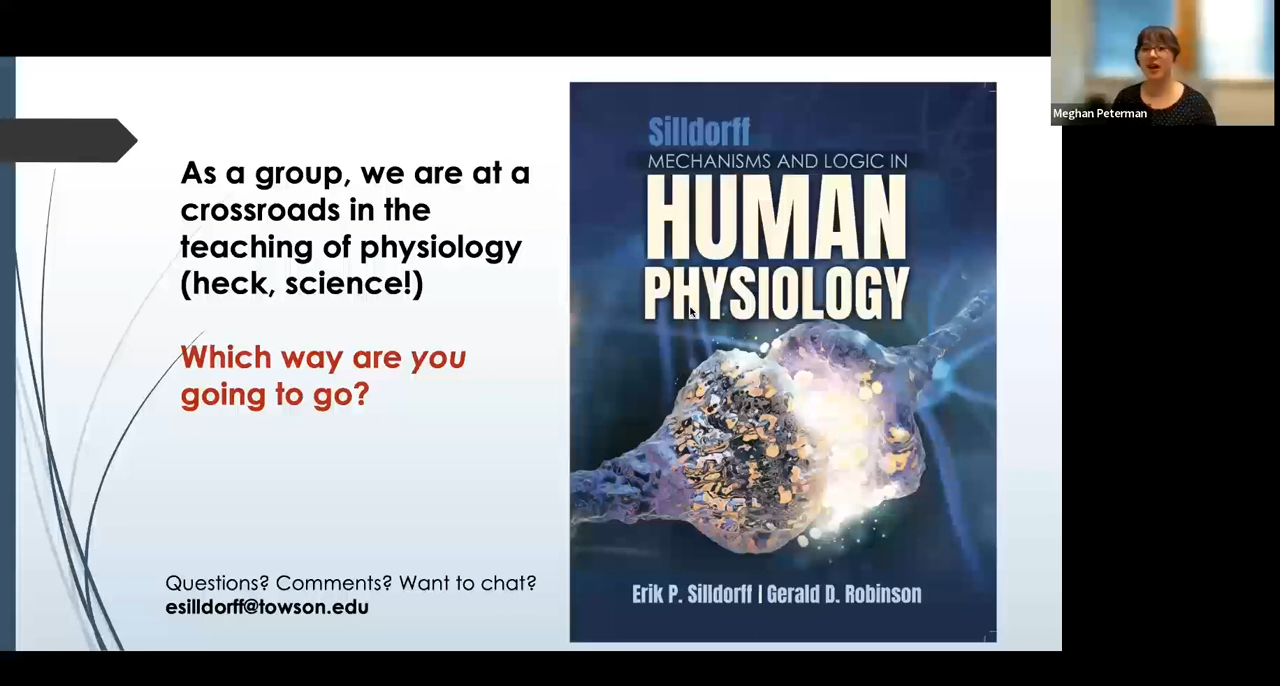 As a group, we are at a
crossroads in the
teaching of physiology
(heck, science!)
Which way are you
going to go?
Questions? Comments? Want to chat?
esilldorff@towson.edu
Silldorff
MECHANISMS AND LOGIC IN
HUMAN
PHYSIOLOGY
Erik P. Silldorff | Gerald D. Robinson
Meghan Peterman